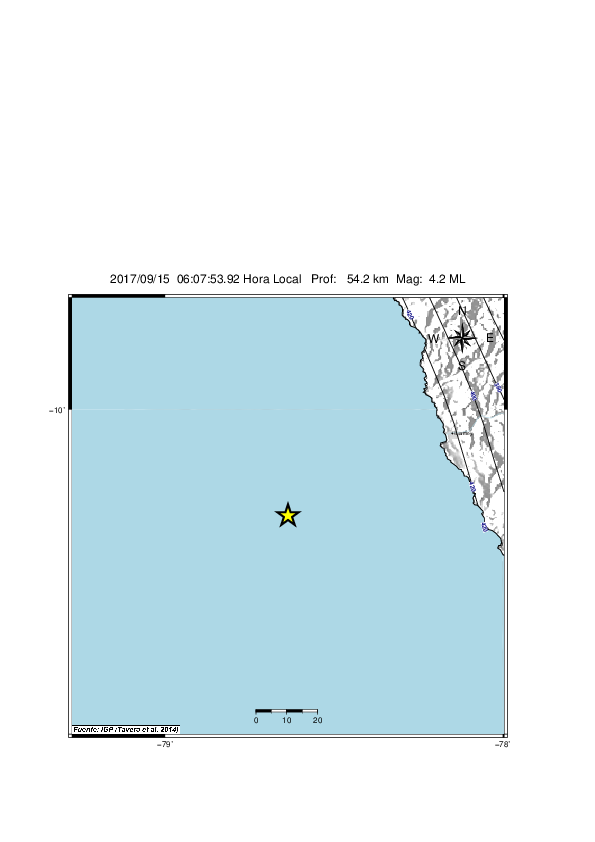 2017/09/15 06:07:53.92 Hora Local Prof: 54.2 km Mag: 4.2 ML
N
W E
S
−10˚
0 10 20
Fuente: IGP (Tavera et al. 2014)
−79˚ −78˚